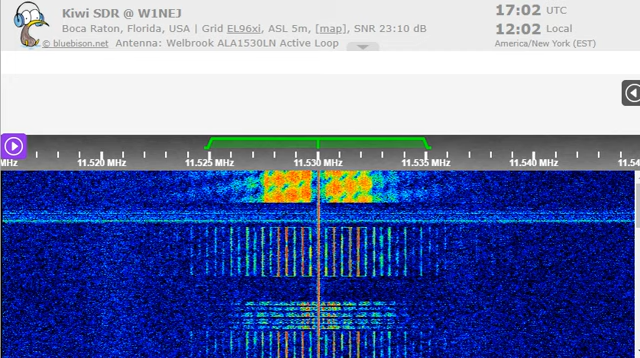 Kiwi SDR @ W1NEJ
17:02 UTC
Boca Raton, Florida, USA | Grid EL96xi, ASL 5m, [map], SNR 23:10 dB
12:02 Local
© bluebison.net Antenna: Welbrook ALA1530LN Active Loop
America/New York (EST)
MHz 11.520 MHz 11.525 MHz 11.530 MHz 11.535 MHz 11.540 MHz 11.54